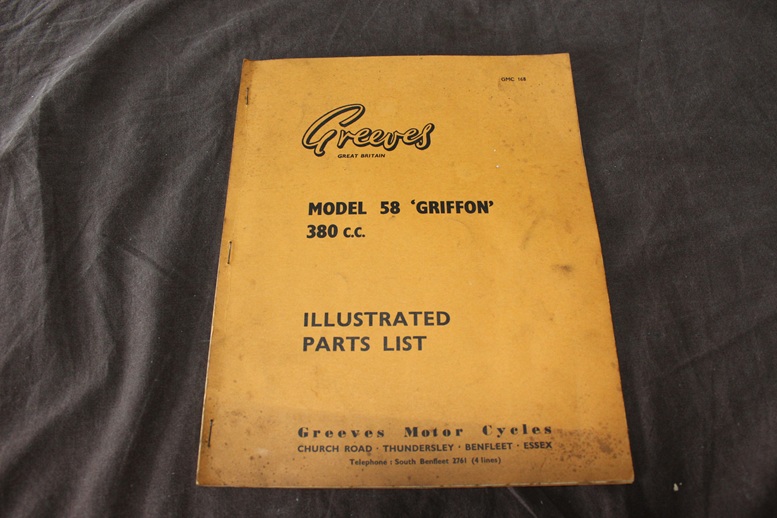 GMC 168
Greeves
GREAT BRITAIN
MODEL 58 ‘GRIFFON’
380 C.C.
ILLUSTRATED
PARTS LIST
Greeves Motor Cycles
CHURCH ROAD · THUNDERSLEY · BENFLEET · ESSEX
Telephone : South Benfleet 2761 (4 lines)